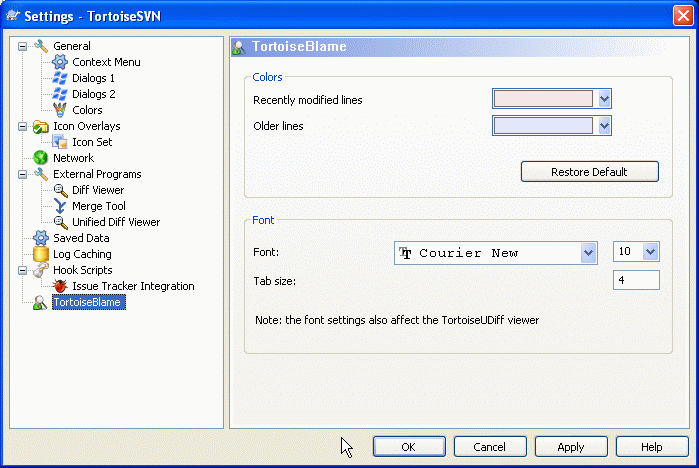 Settings - TortoiseSVN
General
Context Menu
Dialogs 1
Dialogs 2
Colors
Icon Overlays
Icon Set
Network
External Programs
Diff Viewer
Merge Tool
Unified Diff Viewer
Saved Data
Log Caching
Hook Scripts
Issue Tracker Integration
TortoiseBlame
TortoiseBlame
Colors
Recently modified lines
Older lines
Restore Default
Font
Font: Courier New 10
Tab size: 4
Note: the font settings also affect the TortoiseUDiff viewer
OK Cancel Apply Help